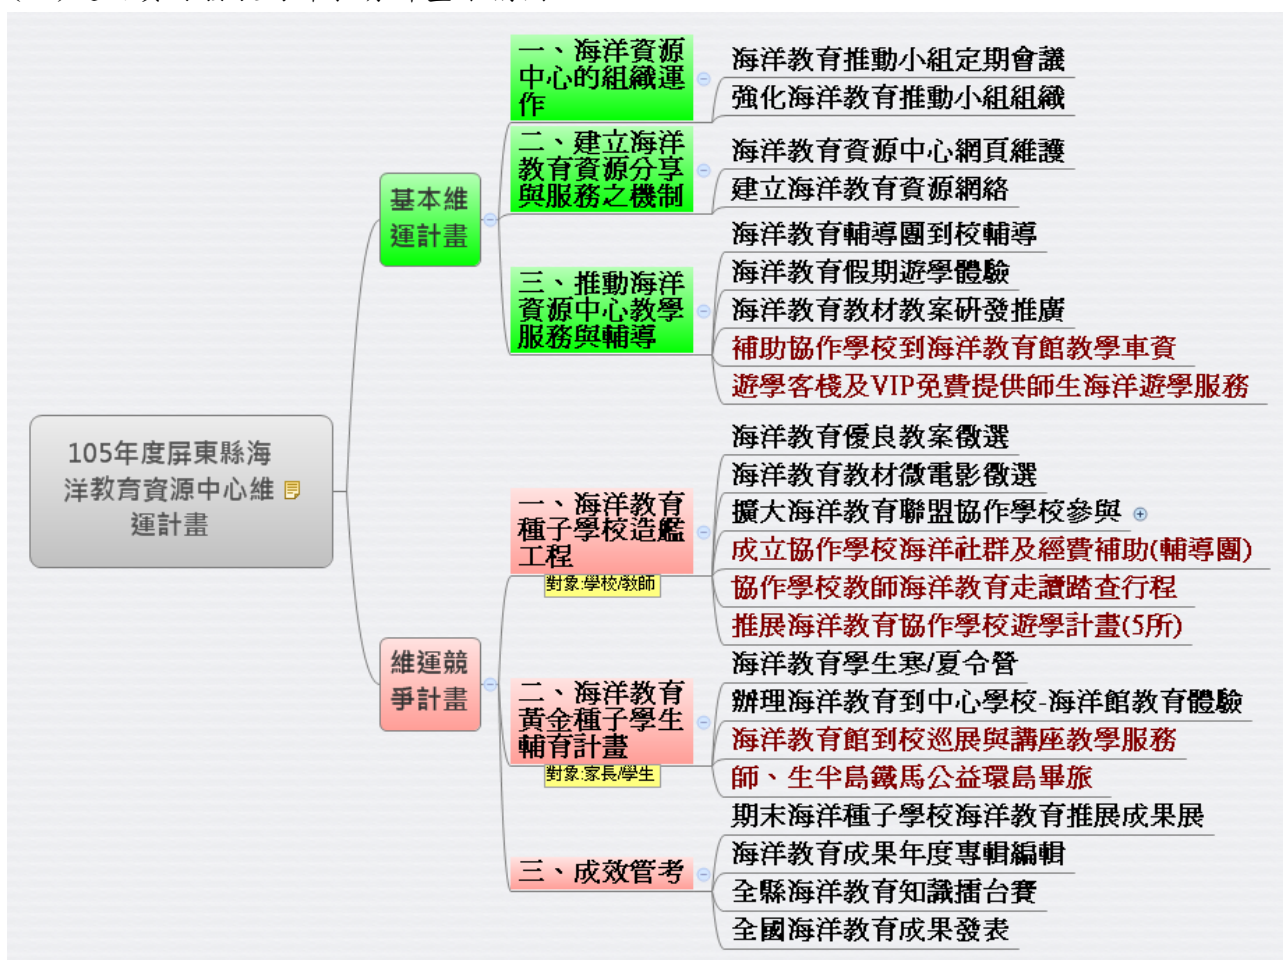 105年度屏東縣海
洋教育資源中心維
運計畫
基本維
運計畫
一、海洋資源
中心的組織運
作
海洋教育推動小組定期會議
強化海洋教育推動小組組織
二、建立海洋
教育資源分享
與服務之機制
海洋教育資源中心網頁維護
建立海洋教育資源網絡
三、推動海洋
資源中心教學
服務與輔導
海洋教育輔導團到校輔導
海洋教育假期遊學體驗
海洋教育教材教案研發推廣
補助協作學校到海洋教育館教學車資
遊學客棧及VIP免費提供師生海洋遊學服務
維運競
爭計畫
一、海洋教育
種子學校造艦
工程
對象:學校/教師
海洋教育優良教案徵選
海洋教育教材微電影徵選
擴大海洋教育聯盟協作學校參與
成立協作學校海洋社群及經費補助(輔導團)
協作學校教師海洋教育走讀踏查行程
推展海洋教育協作學校遊學計畫(5所)
二、海洋教育
黃金種子學生
輔育計畫
對象:家長/學生
海洋教育學生寒/夏令營
辦理海洋教育到中心學校-海洋館教育體驗
海洋教育館到校巡展與講座教學服務
師、生半島鐵馬公益環島畢旅
三、成效管考
期末海洋種子學校海洋教育推展成果展
海洋教育成果年度專輯編輯
全縣海洋教育知識擂台賽
全國海洋教育成果發表